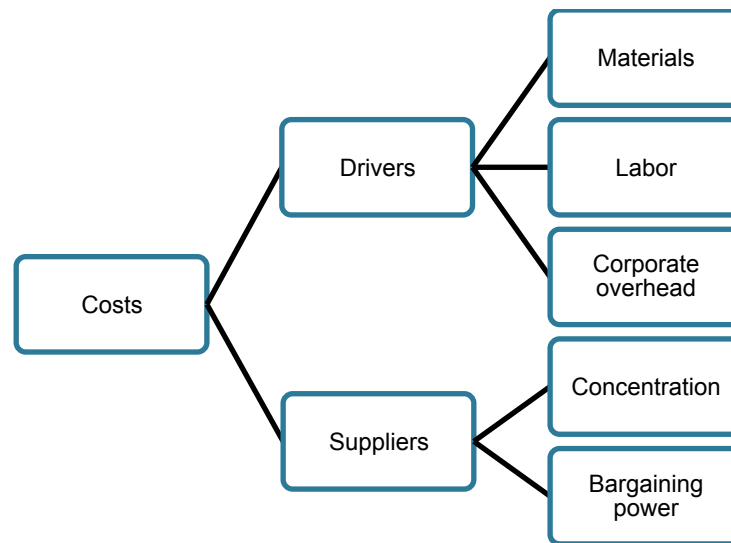 Costs
Drivers
Materials
Labor
Corporate
overhead
Suppliers
Concentration
Bargaining
power